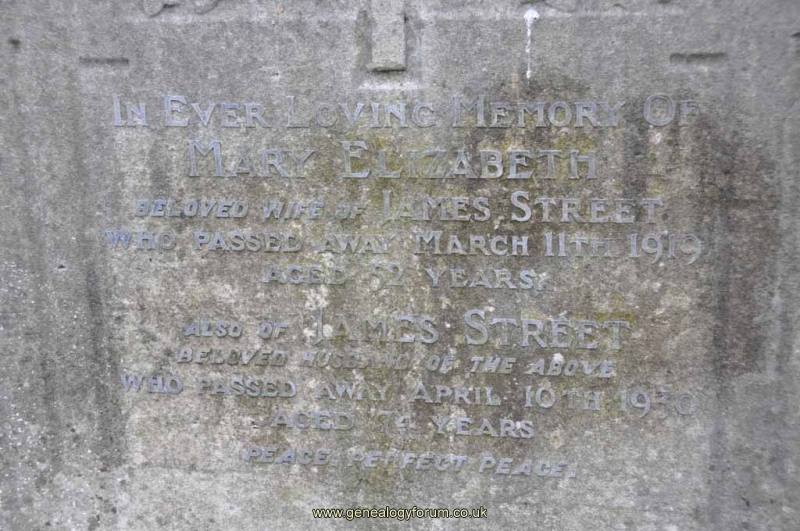 In Ever Loving Memory Of
Mary Elizabeth
BELOVED WIFE OF JAMES STREET
WHO PASSED AWAY MARCH 11TH 1919
AGED 52 YEARS.
ALSO OF JAMES STREET
BELOVED HUSBAND OF THE ABOVE
WHO PASSED AWAY APRIL 10TH
AGED 74 YEARS
PEACE, PERFECT PEACE.
www.genealogyforum.co.uk